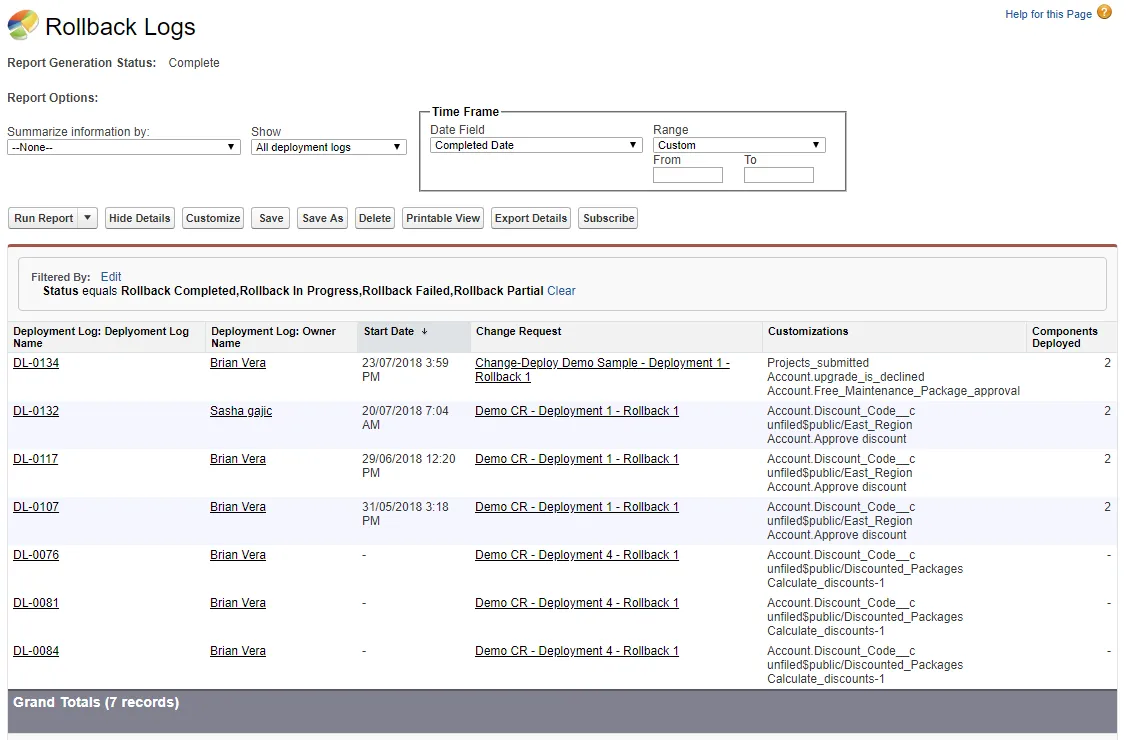 Rollback Logs
Help for this Page ?
Report Generation Status: Complete
Report Options:
Summarize information by:
--None--
Show
All deployment logs
Time Frame
Date Field
Completed Date
Range
Custom
From To
Run Report Hide Details Customize Save Save As Delete Printable View Export Details Subscribe
Filtered By: Edit
Status equals Rollback Completed,Rollback In Progress,Rollback Failed,Rollback Partial Clear
Deployment Log: Deplyoment Log Name
Deployment Log: Owner Name
Start Date ↓
Change Request
Customizations
Components Deployed
DL-0134 Brian Vera 23/07/2018 3:59 Change-Deploy Demo Sample - Deployment 1 - Projects_submitted 2
PM Rollback 1 Account.upgrade_is_declined
Account.Free_Maintenance_Package_approval
DL-0132 Sasha gajic 20/07/2018 7:04 Demo CR - Deployment 1 - Rollback 1 Account.Discount_Code__c 2
AM unfiled$public/East_Region
Account.Approve discount
DL-0117 Brian Vera 29/06/2018 12:20 Demo CR - Deployment 1 - Rollback 1 Account.Discount_Code__c 2
PM unfiled$public/East_Region
Account.Approve discount
DL-0107 Brian Vera 31/05/2018 3:18 Demo CR - Deployment 1 - Rollback 1 Account.Discount_Code__c 2
PM unfiled$public/East_Region
Account.Approve discount
DL-0076 Brian Vera - Demo CR - Deployment 4 - Rollback 1 Account.Discount_Code__c -
unfiled$public/Discounted_Packages
Calculate_discounts-1
DL-0081 Brian Vera - Demo CR - Deployment 4 - Rollback 1 Account.Discount_Code__c -
unfiled$public/Discounted_Packages
Calculate_discounts-1
DL-0084 Brian Vera - Demo CR - Deployment 4 - Rollback 1 Account.Discount_Code__c -
unfiled$public/Discounted_Packages
Calculate_discounts-1
Grand Totals (7 records)